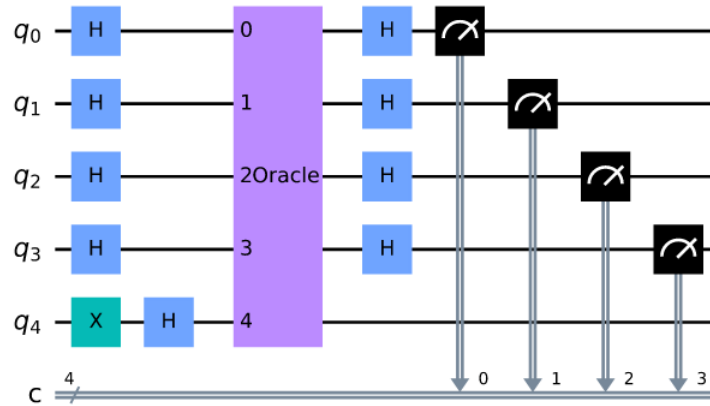 q0 H 0 H
q1 H 1 H
q2 H 2Oracle H
q3 H 3 H
q4 X H 4
c 4 0 1 2 3